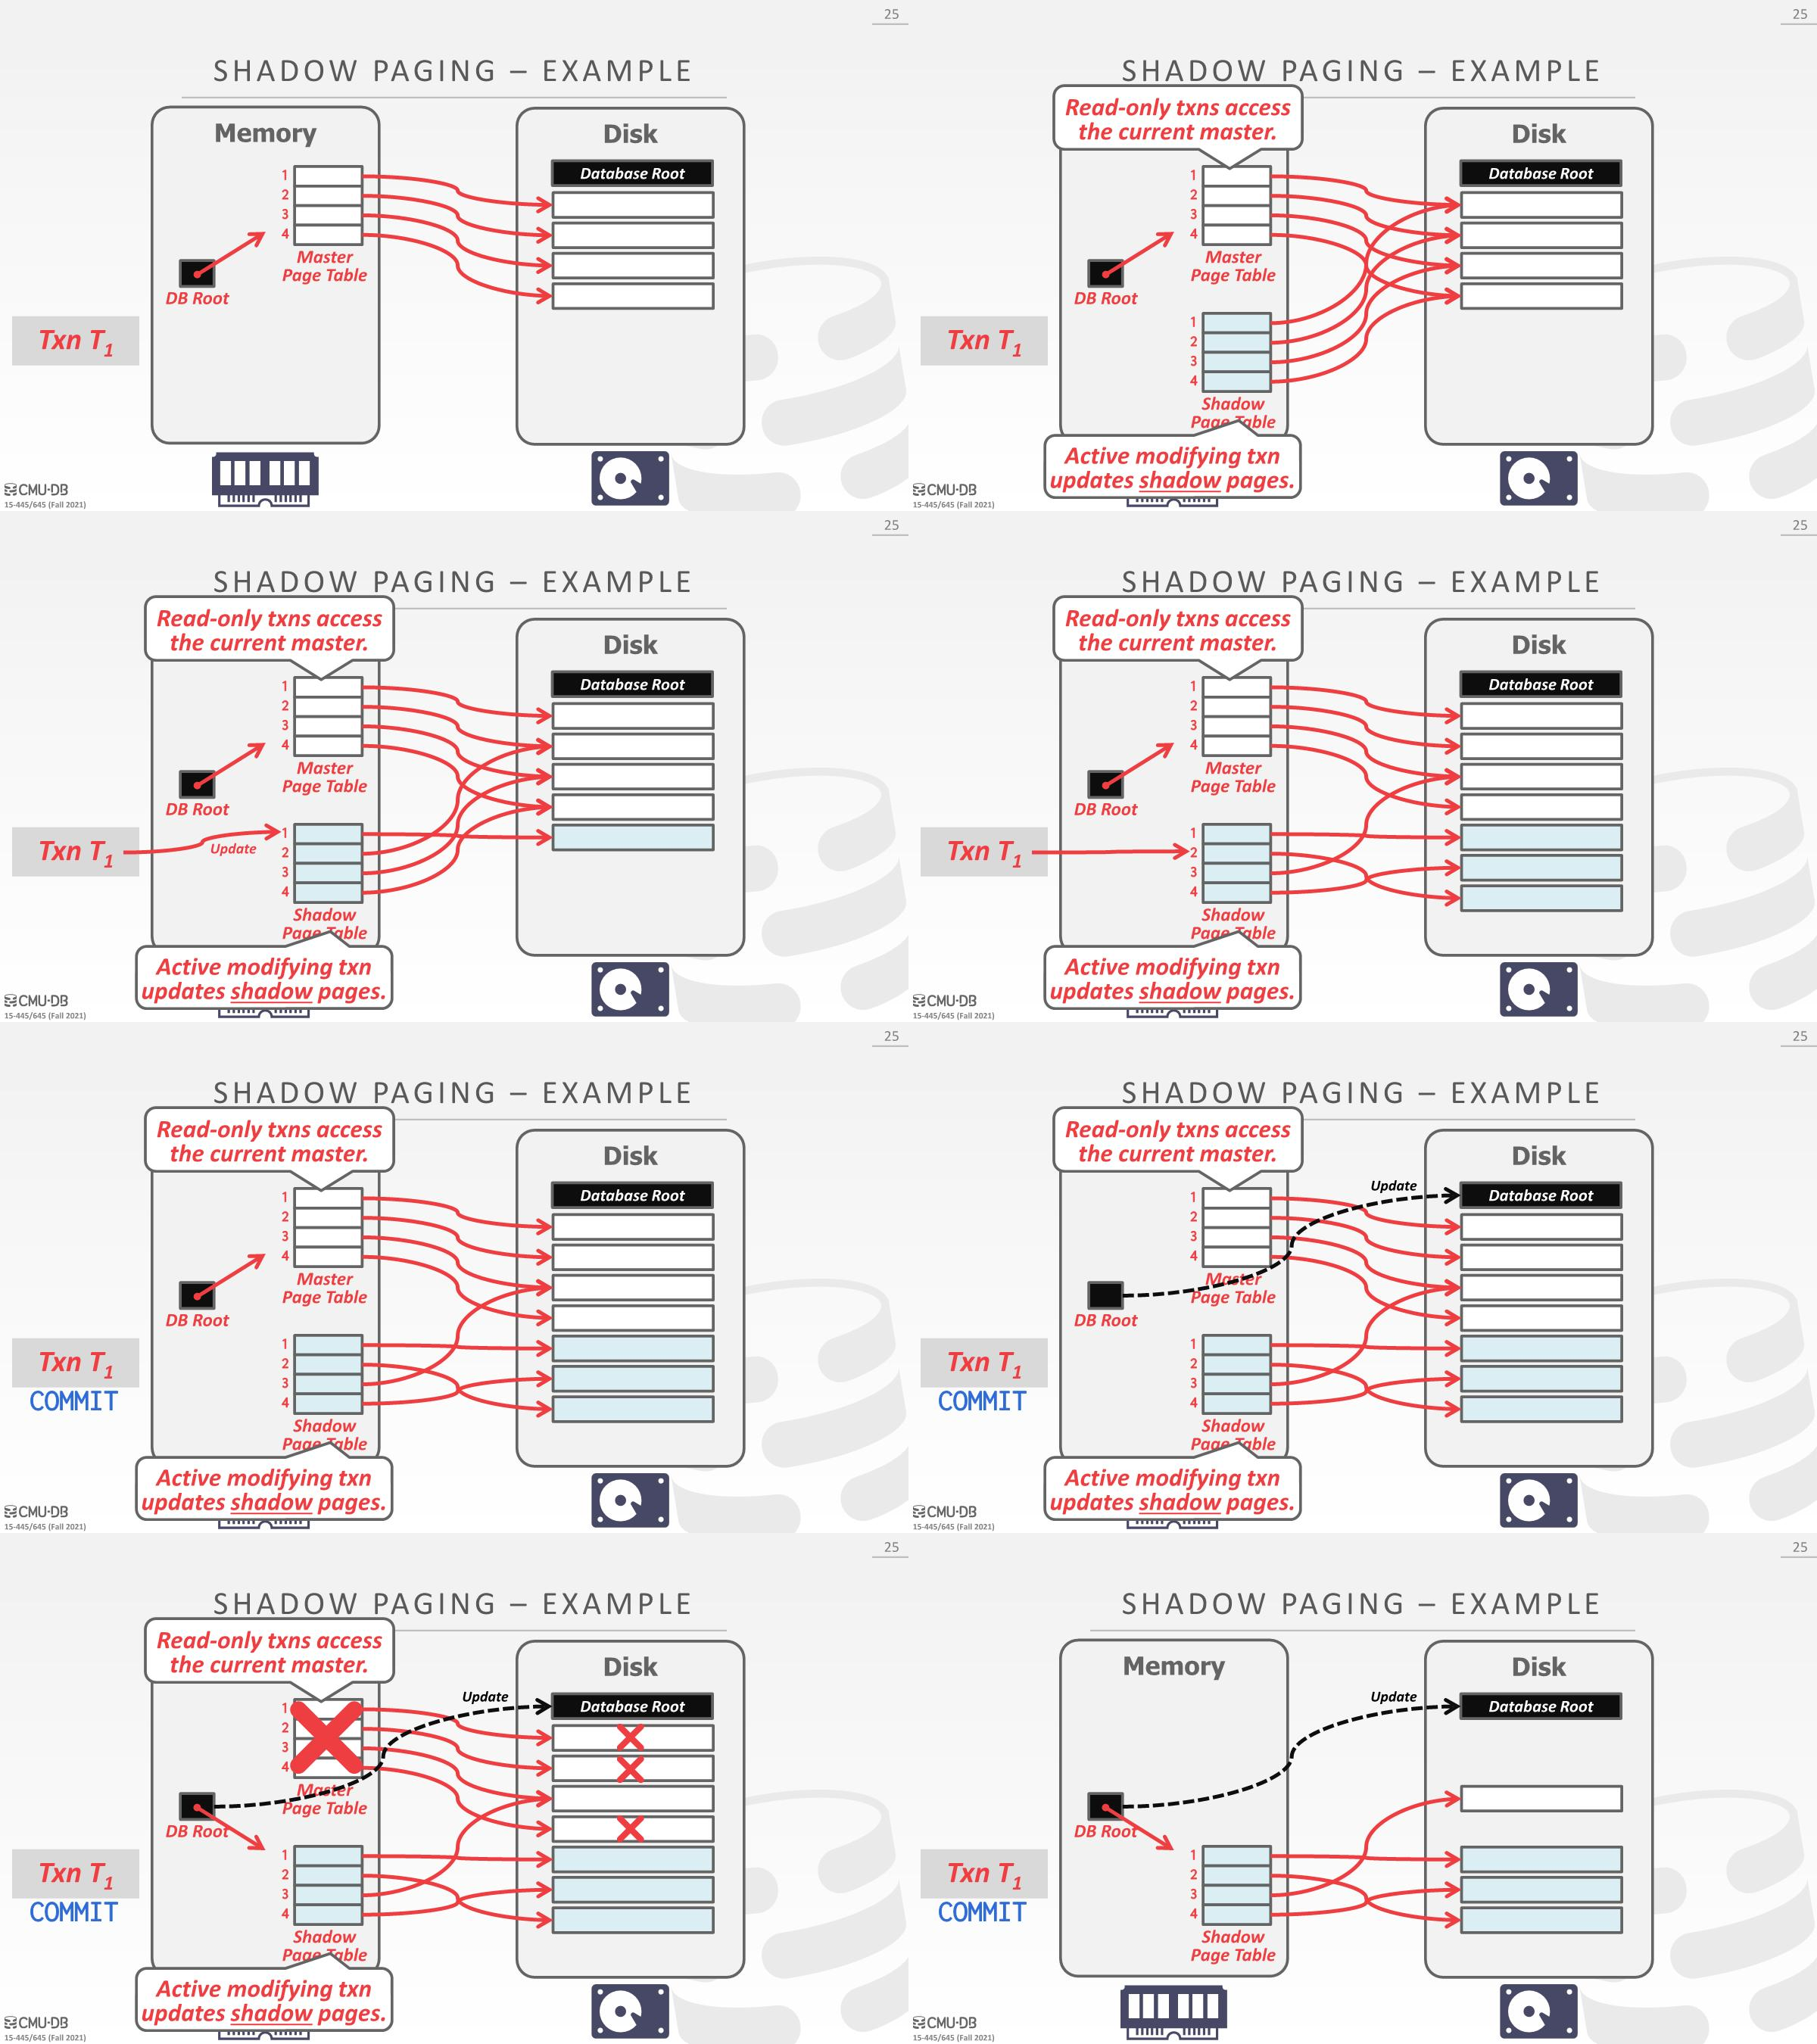 25
SHADOW PAGING – EXAMPLE
Memory
1
2
3
4
Master
Page Table
DB Root
Txn T1
Disk
Database Root
CMU·DB
15-445/645 (Fall 2021)
25
SHADOW PAGING – EXAMPLE
Read-only txns access
the current master.
1
2
3
4
Master
Page Table
DB Root
Txn T1
1
2
3
4
Shadow
Page Table
Active modifying txn
updates shadow pages.
Disk
Database Root
CMU·DB
15-445/645 (Fall 2021)
25
SHADOW PAGING – EXAMPLE
Read-only txns access
the current master.
1
2
3
4
Master
Page Table
DB Root
Txn T1
Update
1
2
3
4
Shadow
Page Table
Active modifying txn
updates shadow pages.
Disk
Database Root
CMU·DB
15-445/645 (Fall 2021)
25
SHADOW PAGING – EXAMPLE
Read-only txns access
the current master.
1
2
3
4
Master
Page Table
DB Root
Txn T1
1
2
3
4
Shadow
Page Table
Active modifying txn
updates shadow pages.
Disk
Database Root
CMU·DB
15-445/645 (Fall 2021)
25
SHADOW PAGING – EXAMPLE
Read-only txns access
the current master.
1
2
3
4
Master
Page Table
DB Root
Txn T1
COMMIT
1
2
3
4
Shadow
Page Table
Active modifying txn
updates shadow pages.
Disk
Database Root
CMU·DB
15-445/645 (Fall 2021)
25
SHADOW PAGING – EXAMPLE
Read-only txns access
the current master.
1
2
3
4
Master
Page Table
DB Root
Txn T1
COMMIT
1
2
3
4
Shadow
Page Table
Active modifying txn
updates shadow pages.
Update
Disk
Database Root
CMU·DB
15-445/645 (Fall 2021)
25
SHADOW PAGING – EXAMPLE
Read-only txns access
the current master.
1
2
3
4
Master
Page Table
DB Root
Txn T1
COMMIT
1
2
3
4
Shadow
Page Table
Active modifying txn
updates shadow pages.
Update
Disk
Database Root
CMU·DB
15-445/645 (Fall 2021)
25
SHADOW PAGING – EXAMPLE
Memory
DB Root
Txn T1
COMMIT
1
2
3
4
Shadow
Page Table
Update
Disk
Database Root
CMU·DB
15-445/645 (Fall 2021)